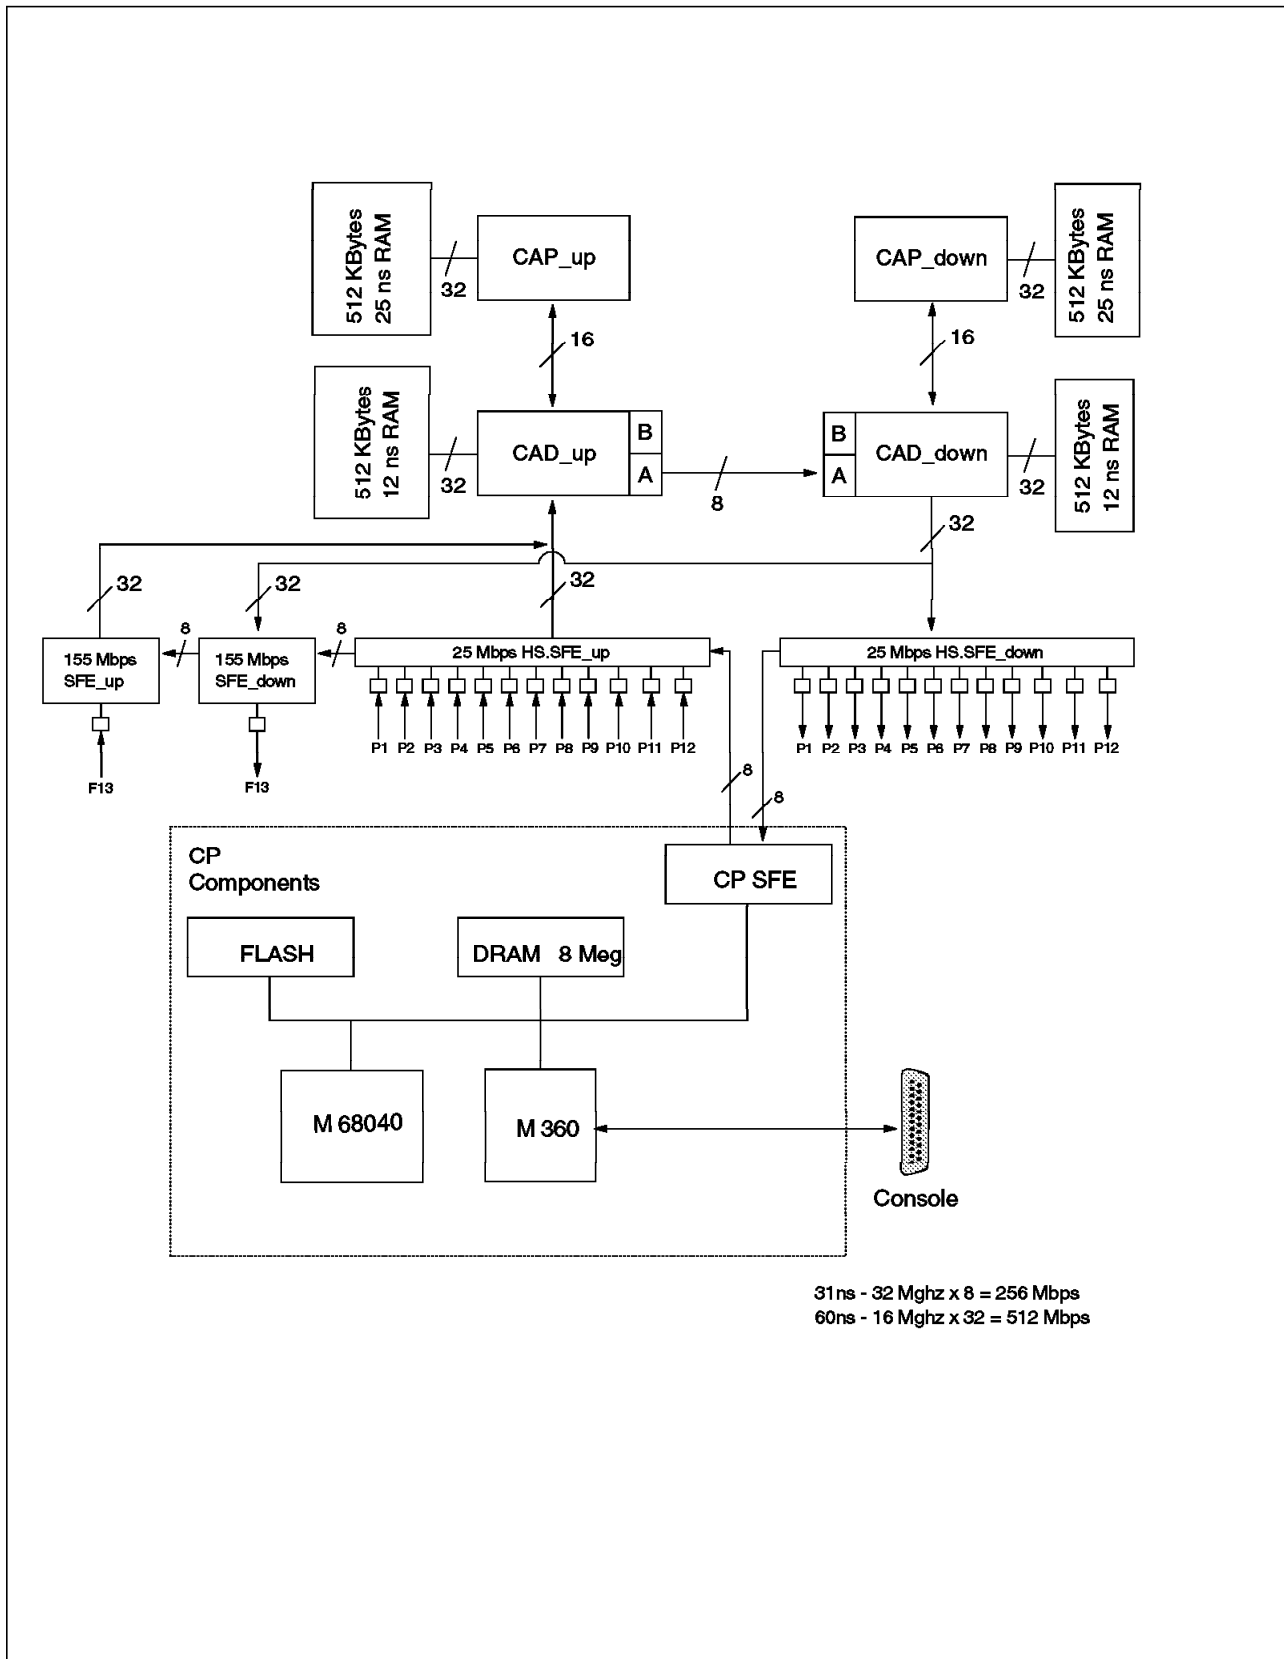 512 KBytes
25 ns RAM
32
CAP_up
CAP_down
32
512 KBytes
25 ns RAM
16
16
512 KBytes
12 ns RAM
32
CAD_up
B
A
8
B
A
CAD_down
32
512 KBytes
12 ns RAM
32
32
32
32
8
8
155 Mbps
SFE_up
155 Mbps
SFE_down
25 Mbps HS.SFE_up
25 Mbps HS.SFE_down
P1 P2 P3 P4 P5 P6 P7 P8 P9 P10 P11 P12
P1 P2 P3 P4 P5 P6 P7 P8 P9 P10 P11 P12
F13
F13
8
8
CP
Components
CP SFE
FLASH
DRAM 8 Meg
M 68040
M 360
Console
31ns - 32 Mghz x 8 = 256 Mbps
60ns - 16 Mghz x 32 = 512 Mbps